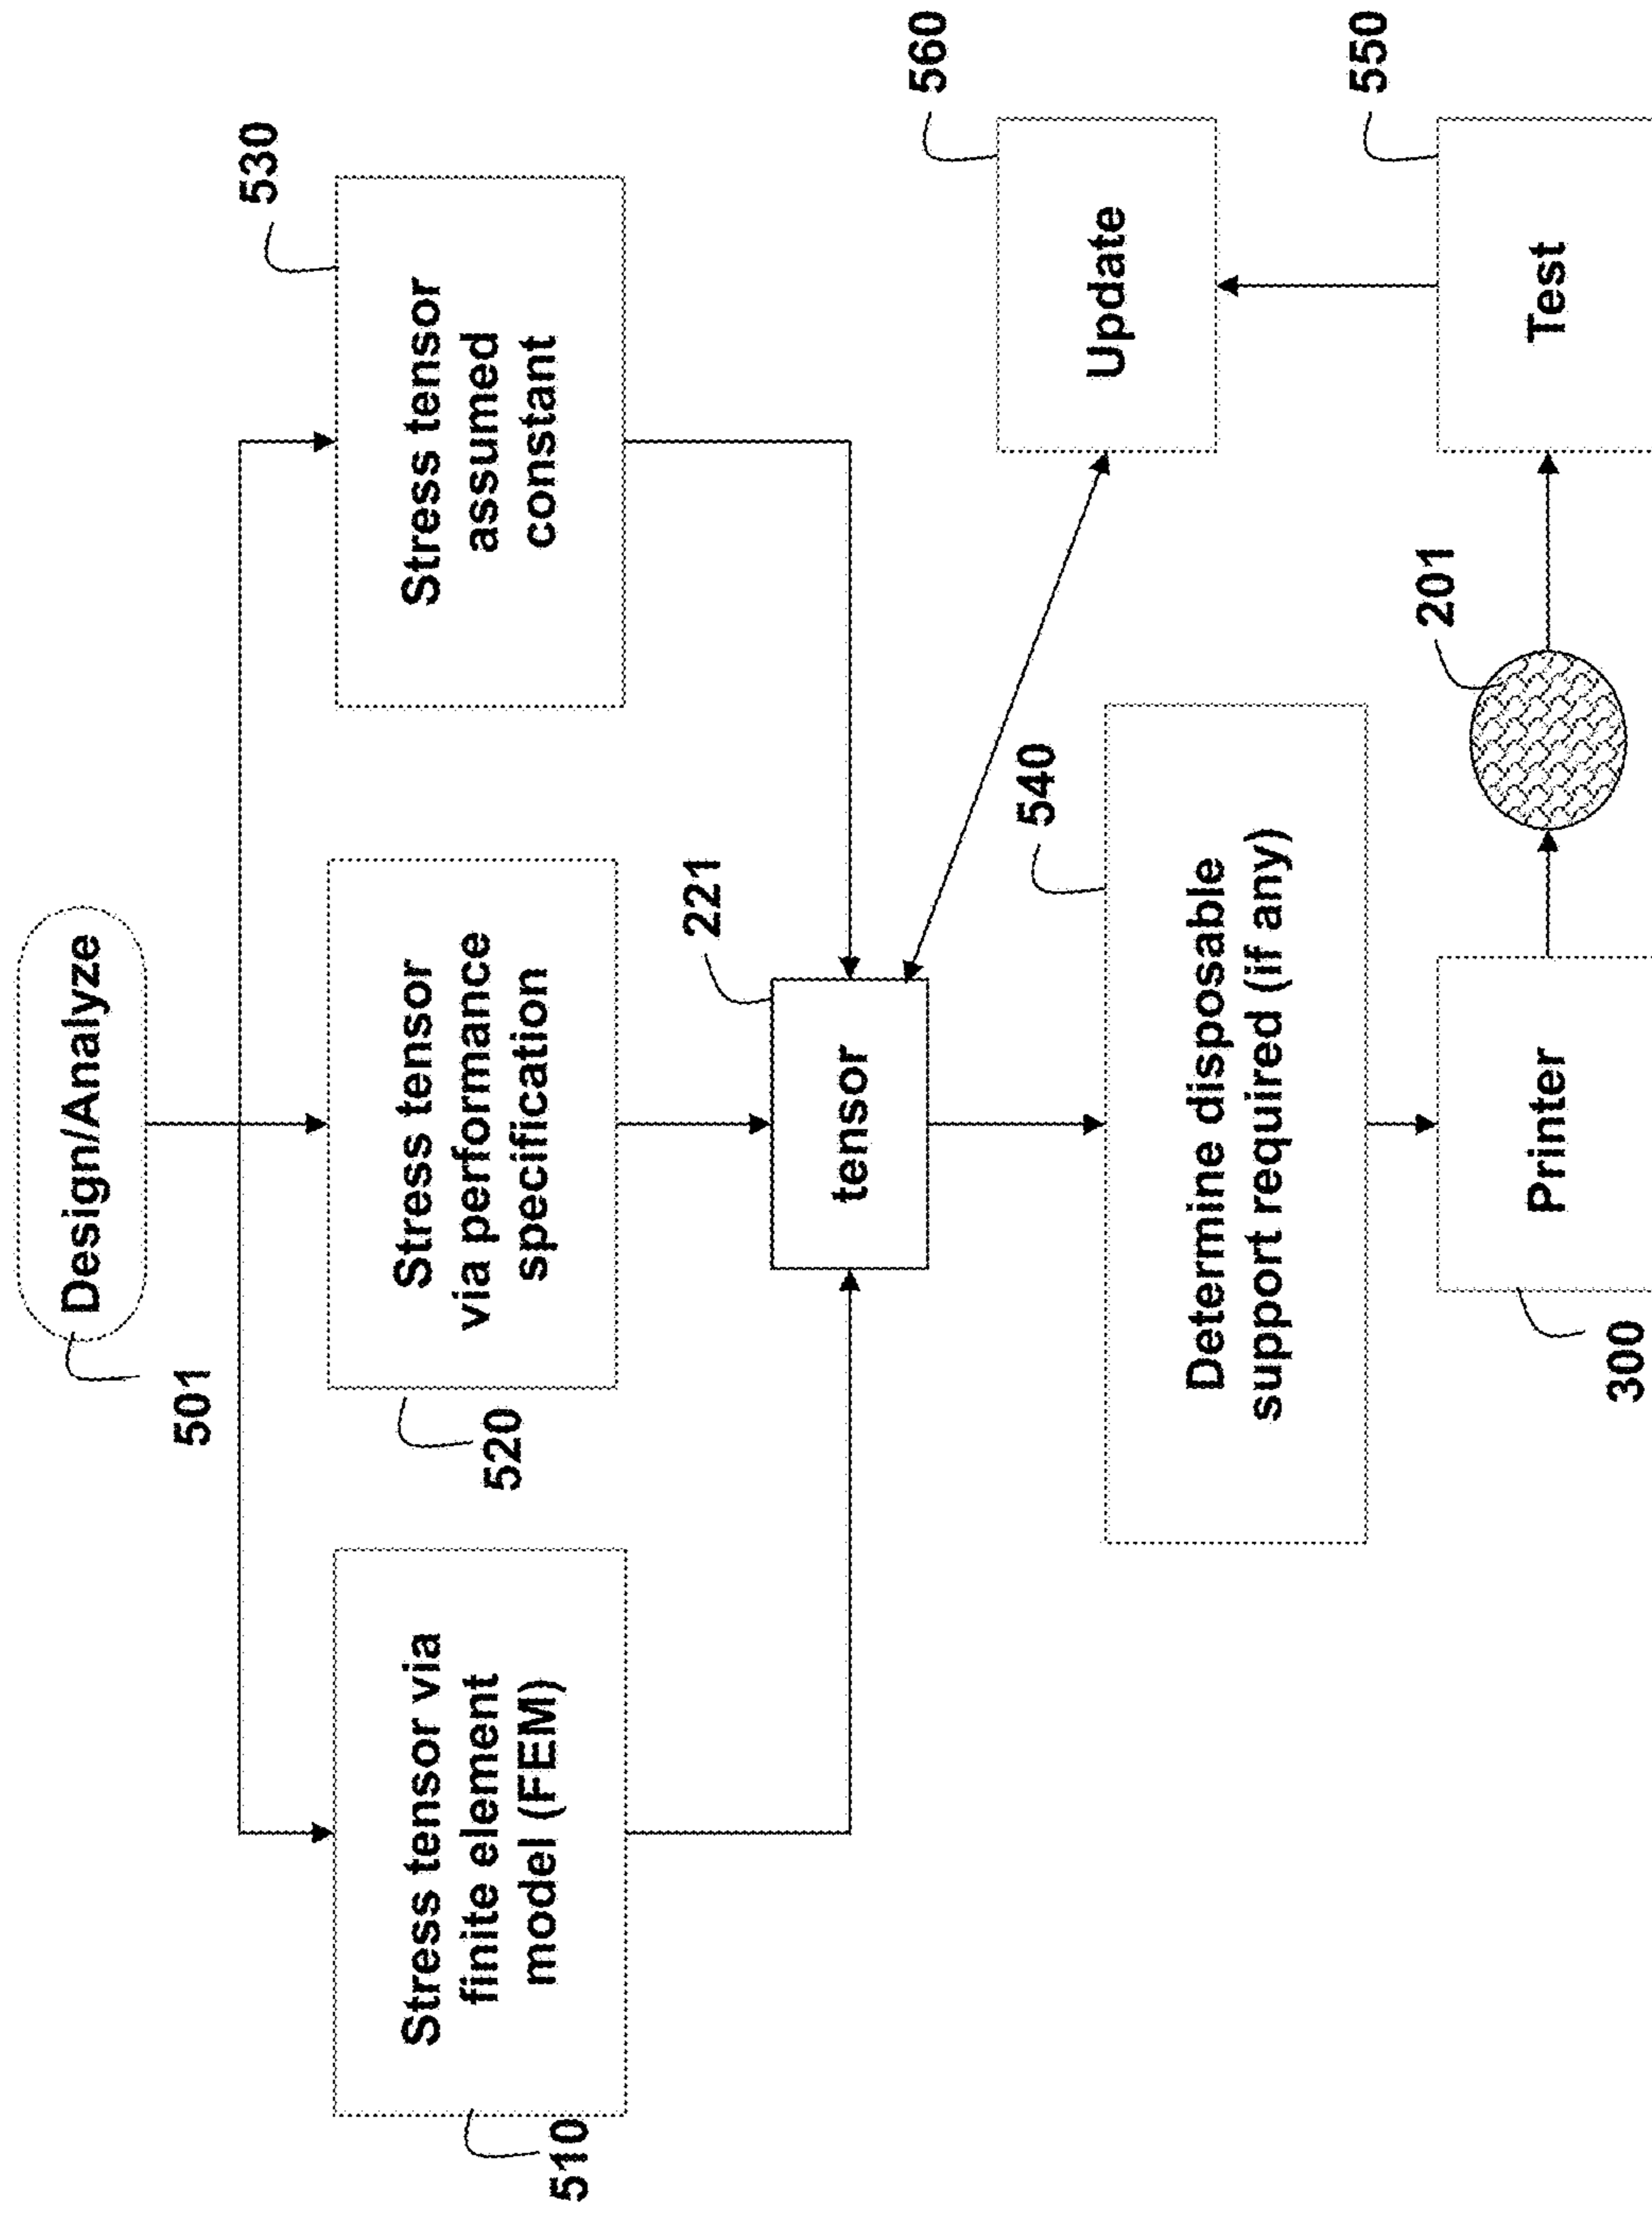 Design/Analyze
501
Stress tensor via
finite element
model (FEM)
510
Stress tensor
via performance
specification
520
Stress tensor
assumed
constant
530
tensor
221
Update
560
Determine disposable
support required (if any)
540
Printer
300
201
Test
550